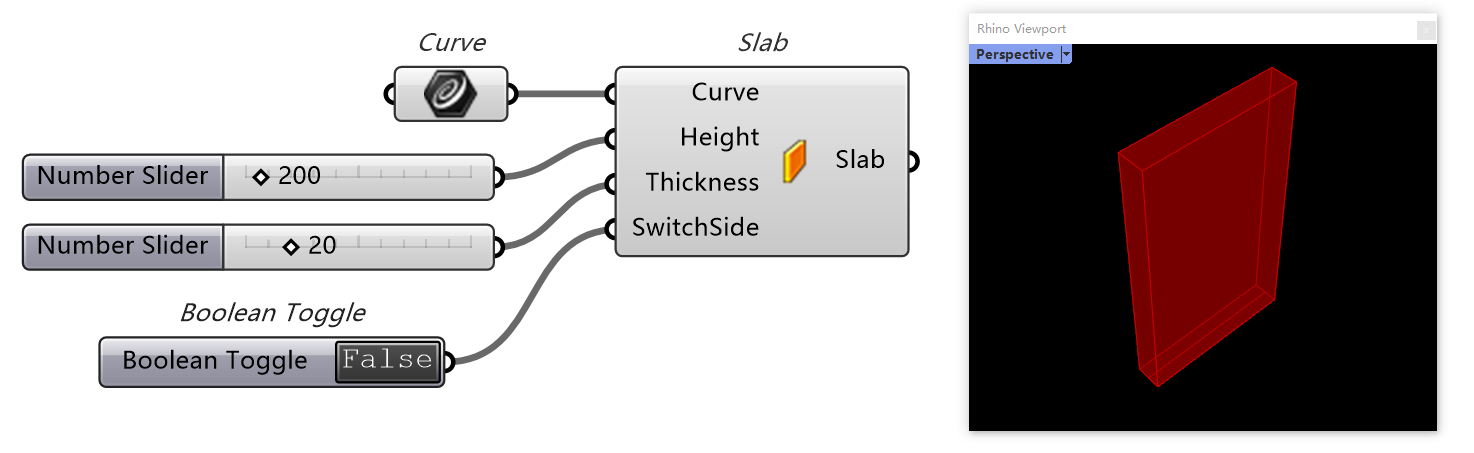 Curve
Slab
Rhino Viewport
x
Perspective
Curve
Height
Thickness
SwitchSide
Slab
Number Slider 200
Number Slider 20
Boolean Toggle
Boolean Toggle False